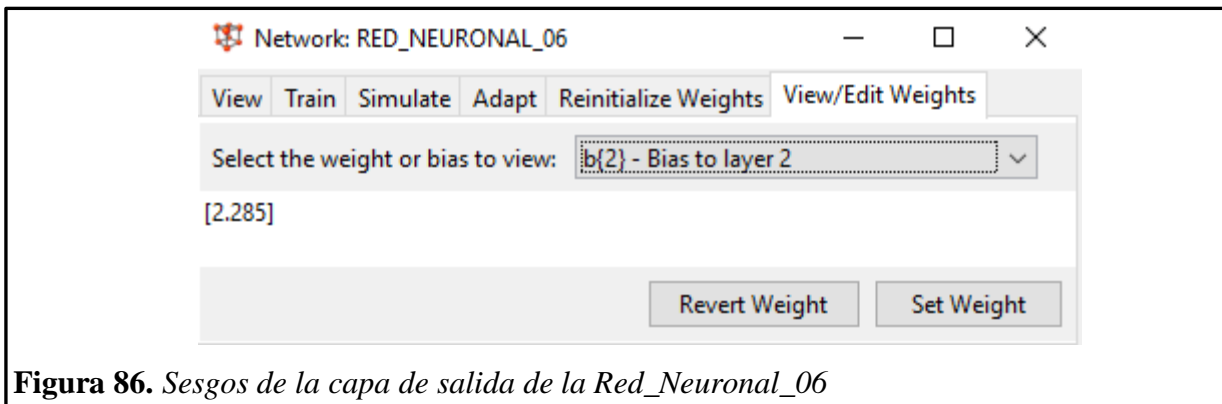 Network: RED_NEURONAL_06
View Train Simulate Adapt Reinitialize Weights View/Edit Weights
Select the weight or bias to view: b{2} - Bias to layer 2
[2.285]
Revert Weight Set Weight
Figura 86. Sesgos de la capa de salida de la Red_Neuronal_06